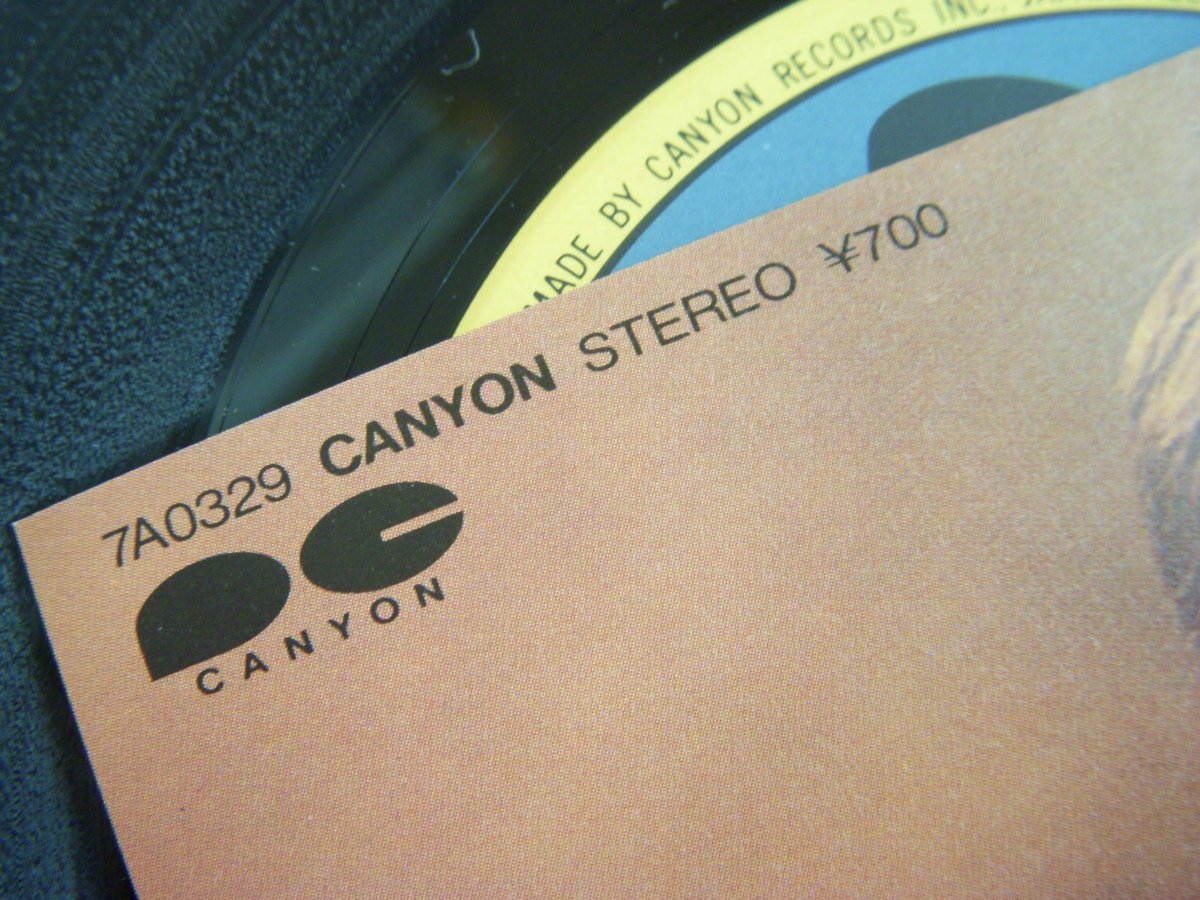 MADE BY CANYON RECORDS INC.,
7A0329 CANYON STEREO ¥700
CANYON